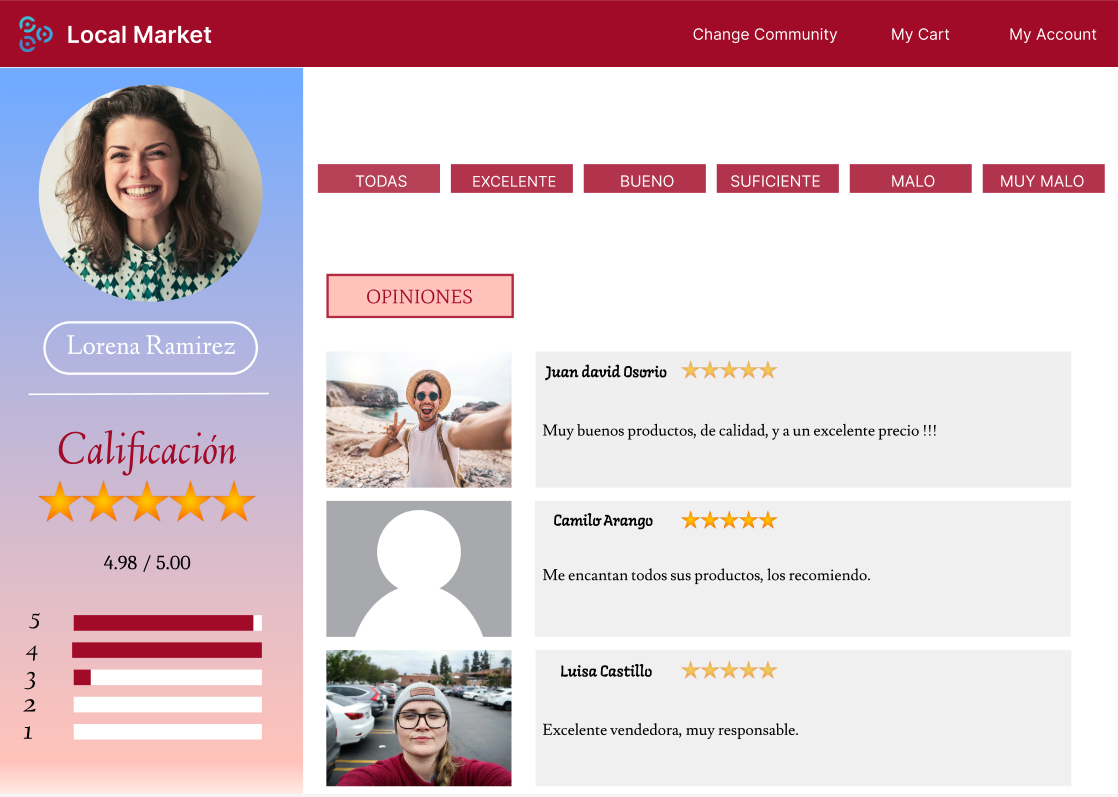 Local Market
Change Community
My Cart
My Account
Lorena Ramirez
Calificación
4.98 / 5.00
5
4
3
2
1
TODAS
EXCELENTE
BUENO
SUFICIENTE
MALO
MUY MALO
OPINIONES
Juan david Osorio
Muy buenos productos, de calidad, y a un excelente precio !!!
Camilo Arango
Me encantan todos sus productos, los recomiendo.
Luisa Castillo
Excelente vendedora, muy responsable.